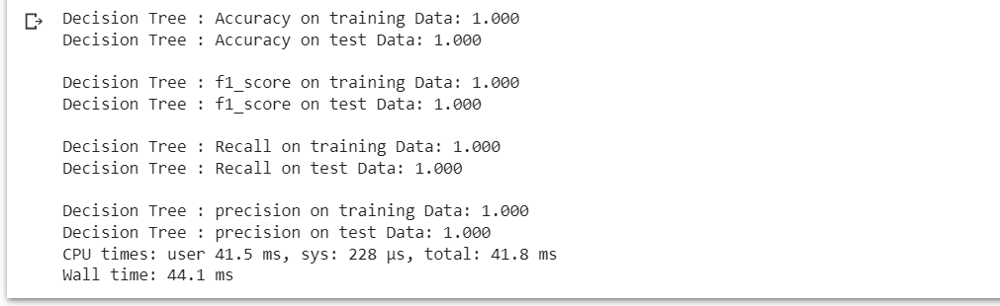 Decision Tree : Accuracy on training Data: 1.000
Decision Tree : Accuracy on test Data: 1.000
Decision Tree : f1_score on training Data: 1.000
Decision Tree : f1_score on test Data: 1.000
Decision Tree : Recall on training Data: 1.000
Decision Tree : Recall on test Data: 1.000
Decision Tree : precision on training Data: 1.000
Decision Tree : precision on test Data: 1.000
CPU times: user 41.5 ms, sys: 228 µs, total: 41.8 ms
Wall time: 44.1 ms